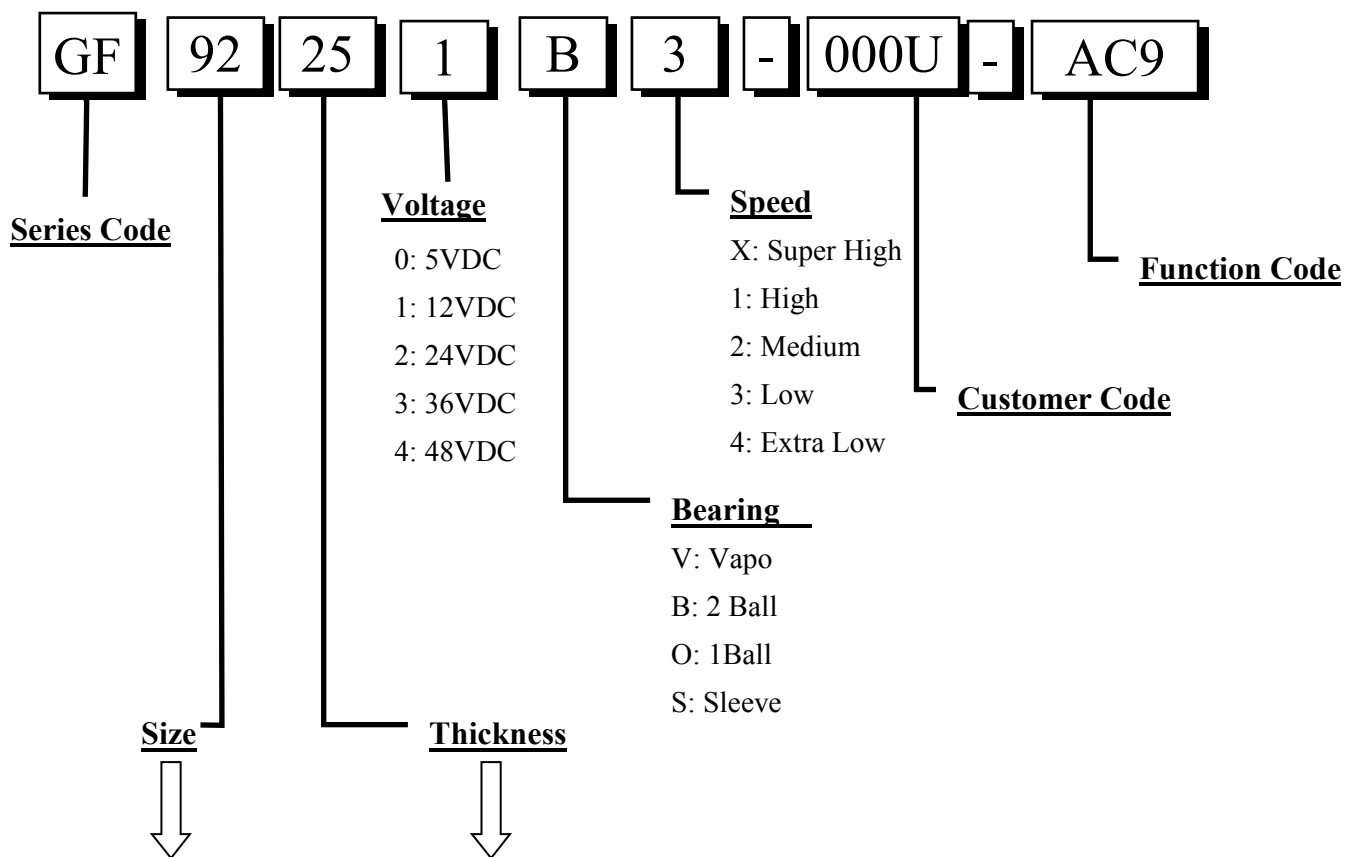 GF 92 25 1 B 3 - 000U - AC9
Series Code
Voltage
0: 5VDC
1: 12VDC
2: 24VDC
3: 36VDC
4: 48VDC
Speed
X: Super High
1: High
2: Medium
3: Low
4: Extra Low
Function Code
Customer Code
Bearing
V: Vapo
B: 2 Ball
O: 1Ball
S: Sleeve
Size
Thickness